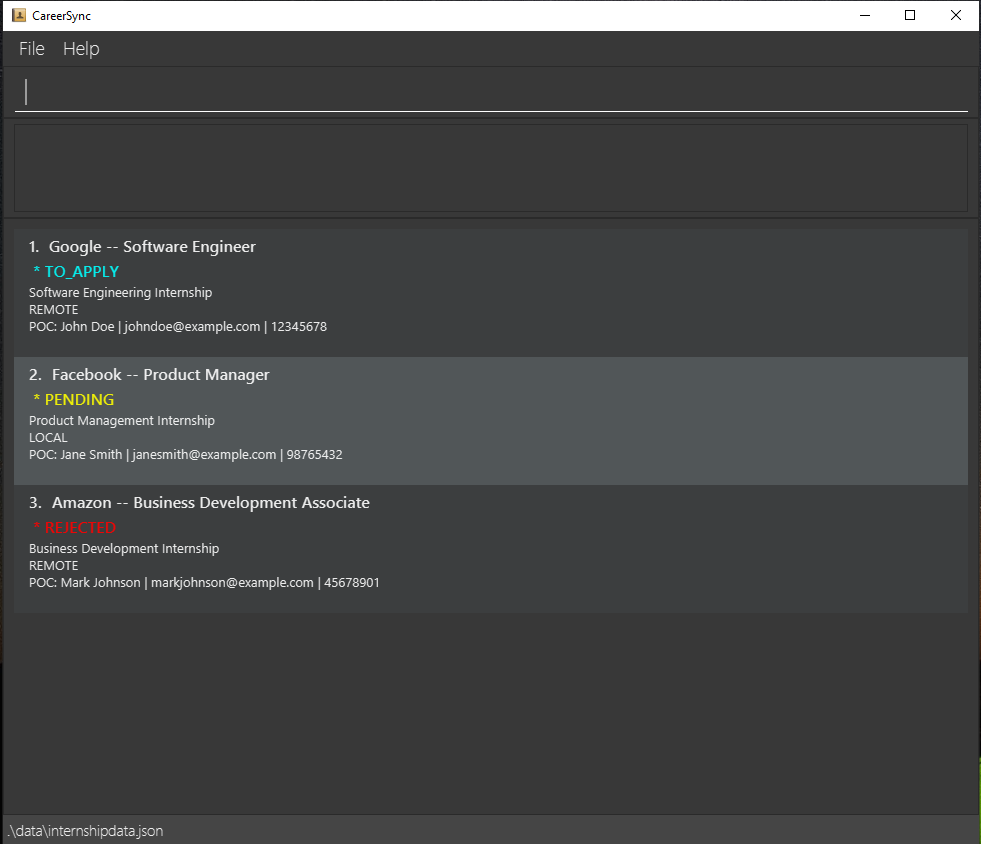 CareerSync
File Help
1. Google -- Software Engineer
* TO_APPLY
Software Engineering Internship
REMOTE
POC: John Doe | johndoe@example.com | 12345678
2. Facebook -- Product Manager
* PENDING
Product Management Internship
LOCAL
POC: Jane Smith | janesmith@example.com | 98765432
3. Amazon -- Business Development Associate
* REJECTED
Business Development Internship
REMOTE
POC: Mark Johnson | markjohnson@example.com | 45678901
.\data\internshipdata.json